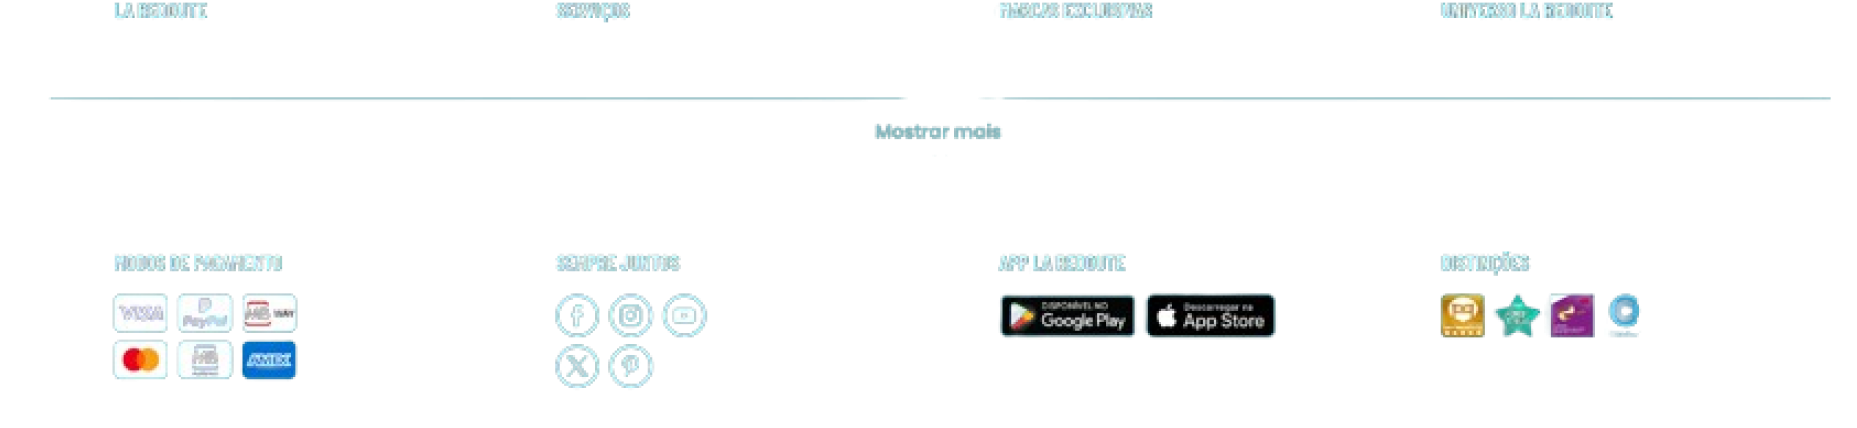 LA REDOUTE
SERVIÇOS
MARCAS EXCLUSIVAS
UNIVERSO LA REDOUTE
Mostrar mais
MODOS DE PAGAMENTO
VISA
PayPal
MB WAY
MB
AMEX
SEMPRE JUNTOS
APP LA REDOUTE
DISPONÍVEL NO
Google Play
Descarregar na
App Store
DISTINÇÕES